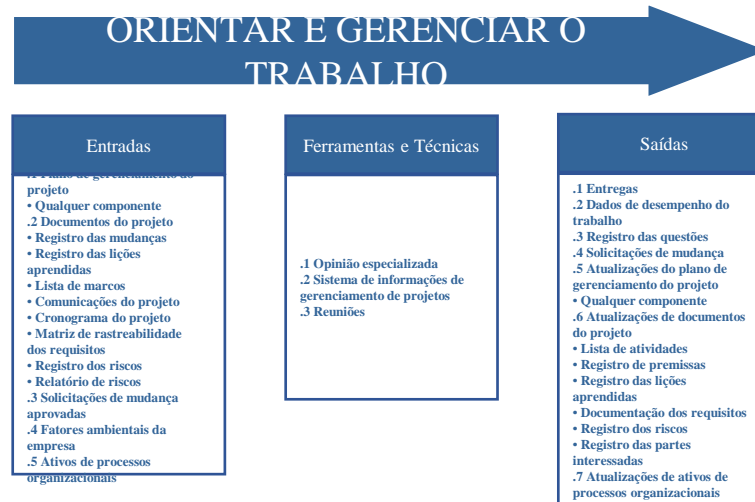 ORIENTAR E GERENCIAR O
TRABALHO
Entradas
.1 Plano de gerenciamento do
projeto
• Qualquer componente
.2 Documentos do projeto
• Registro das mudanças
• Registro das lições
aprendidas
• Lista de marcos
• Comunicações do projeto
• Cronograma do projeto
• Matriz de rastreabilidade
dos requisitos
• Registro dos riscos
• Relatório de riscos
.3 Solicitações de mudança
aprovadas
.4 Fatores ambientais da
empresa
.5 Ativos de processos
organizacionais
Ferramentas e Técnicas
.1 Opinião especializada
.2 Sistema de informações de
gerenciamento de projetos
.3 Reuniões
Saídas
.1 Entregas
.2 Dados de desempenho do
trabalho
.3 Registro das questões
.4 Solicitações de mudança
.5 Atualizações do plano de
gerenciamento do projeto
• Qualquer componente
.6 Atualizações de documentos
do projeto
• Lista de atividades
• Registro de premissas
• Registro das lições
aprendidas
• Documentação dos requisitos
• Registro dos riscos
• Registro das partes
interessadas
.7 Atualizações de ativos de
processos organizacionais